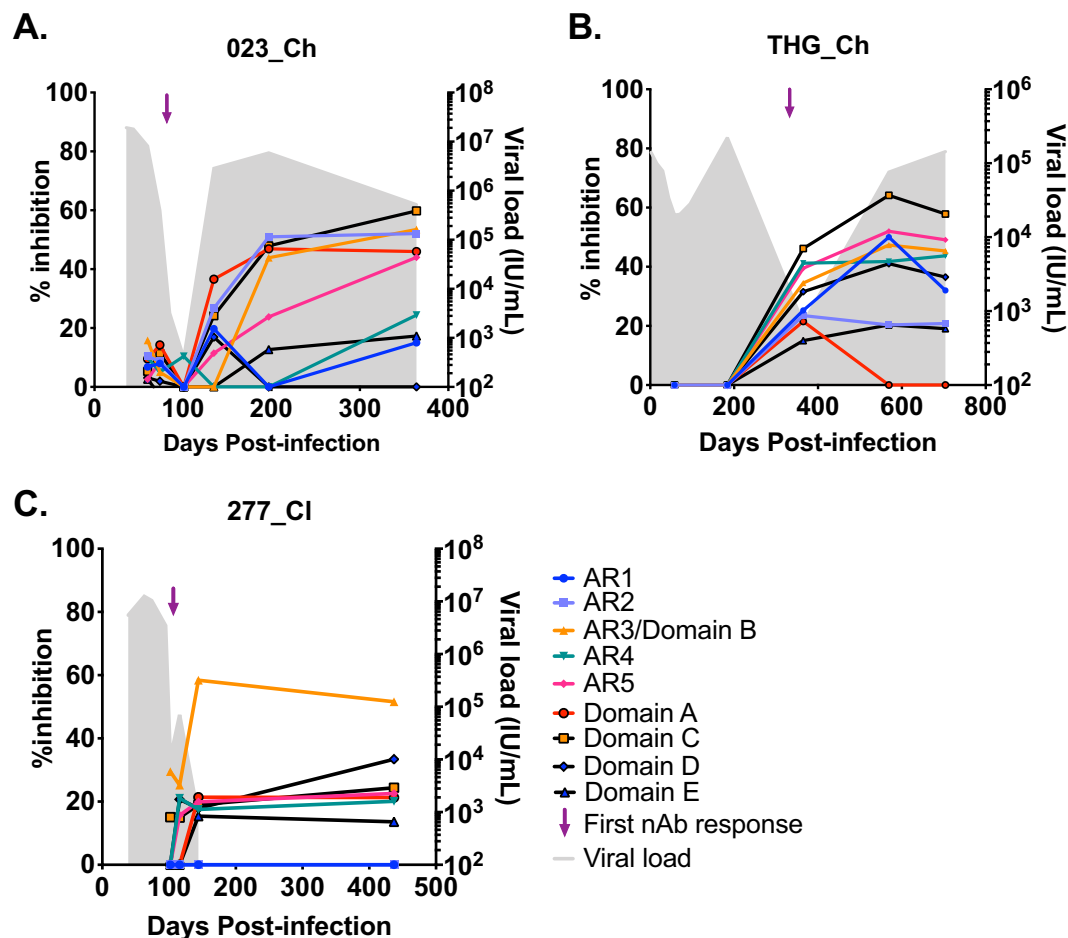 A.
023_Ch
% inhibition
100
80
60
40
20
0
0 100 200 300 400
Days Post-infection
10^8
10^7
10^6
10^5
10^4
10^3
10^2
Viral load (IU/mL)
B.
THG_Ch
% inhibition
100
80
60
40
20
0
0 200 400 600 800
Days Post-infection
10^6
10^5
10^4
10^3
10^2
Viral load (IU/mL)
C.
277_Cl
%inhibition
100
80
60
40
20
0
0 100 200 300 400 500
Days Post-infection
10^8
10^7
10^6
10^5
10^4
10^3
10^2
Viral load (IU/mL)
AR1
AR2
AR3/Domain B
AR4
AR5
Domain A
Domain C
Domain D
Domain E
First nAb response
Viral load